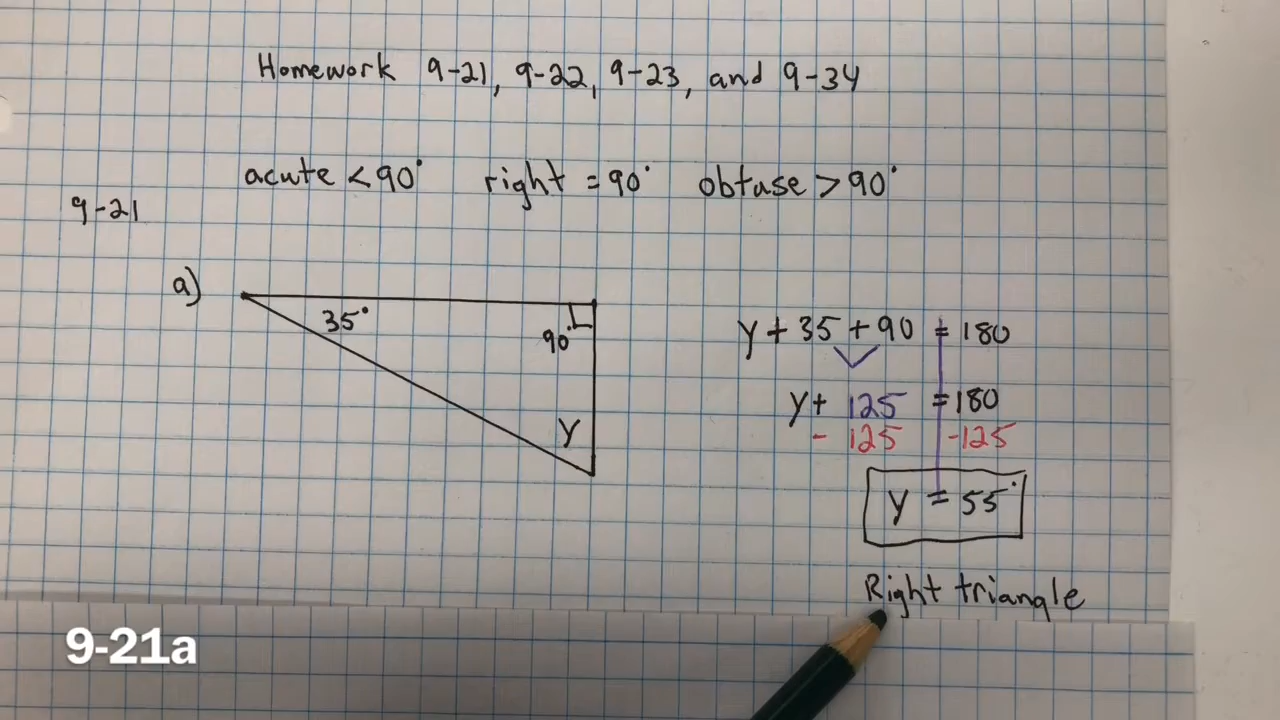 Homework 9-21, 9-22, 9-23, and 9-34
acute < 90° right = 90° obtuse > 90°
9-21
a)
35°
90°
y
y + 35 + 90 = 180
y + 125 = 180
- 125 -125
y = 55°
Right triangle
9-21a